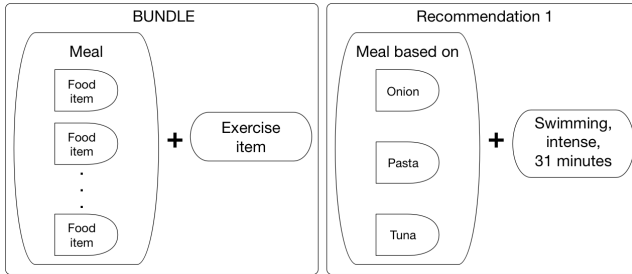 BUNDLE
Meal
Food
item
Food
item
.
.
.
Food
item
+
Exercise
item
Recommendation 1
Meal based on
Onion
Pasta
Tuna
+
Swimming,
intense,
31 minutes